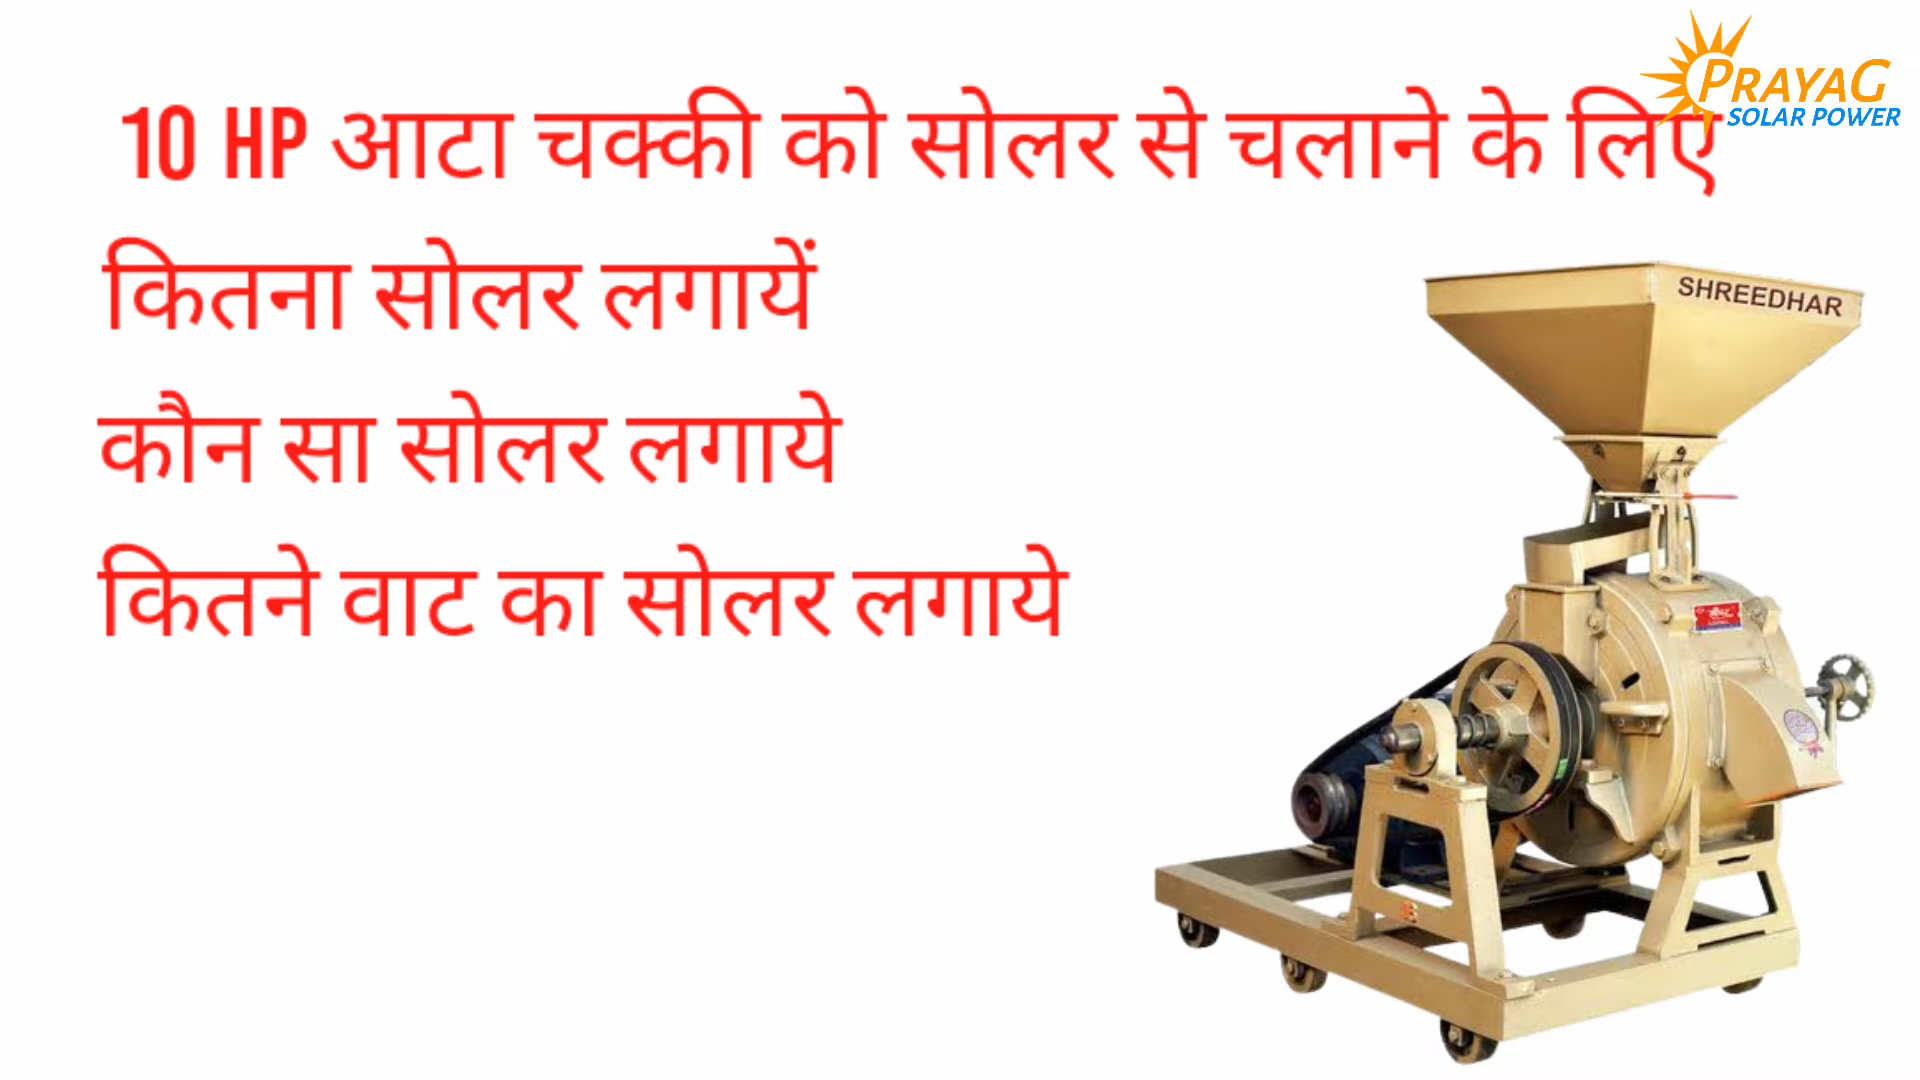 PRAYAG
SOLAR POWER
10 HP आटा चक्की को सोलर से चलाने के लिए
कितना सोलर लगायें
कौन सा सोलर लगाये
कितने वाट का सोलर लगाये
SHREEDHAR